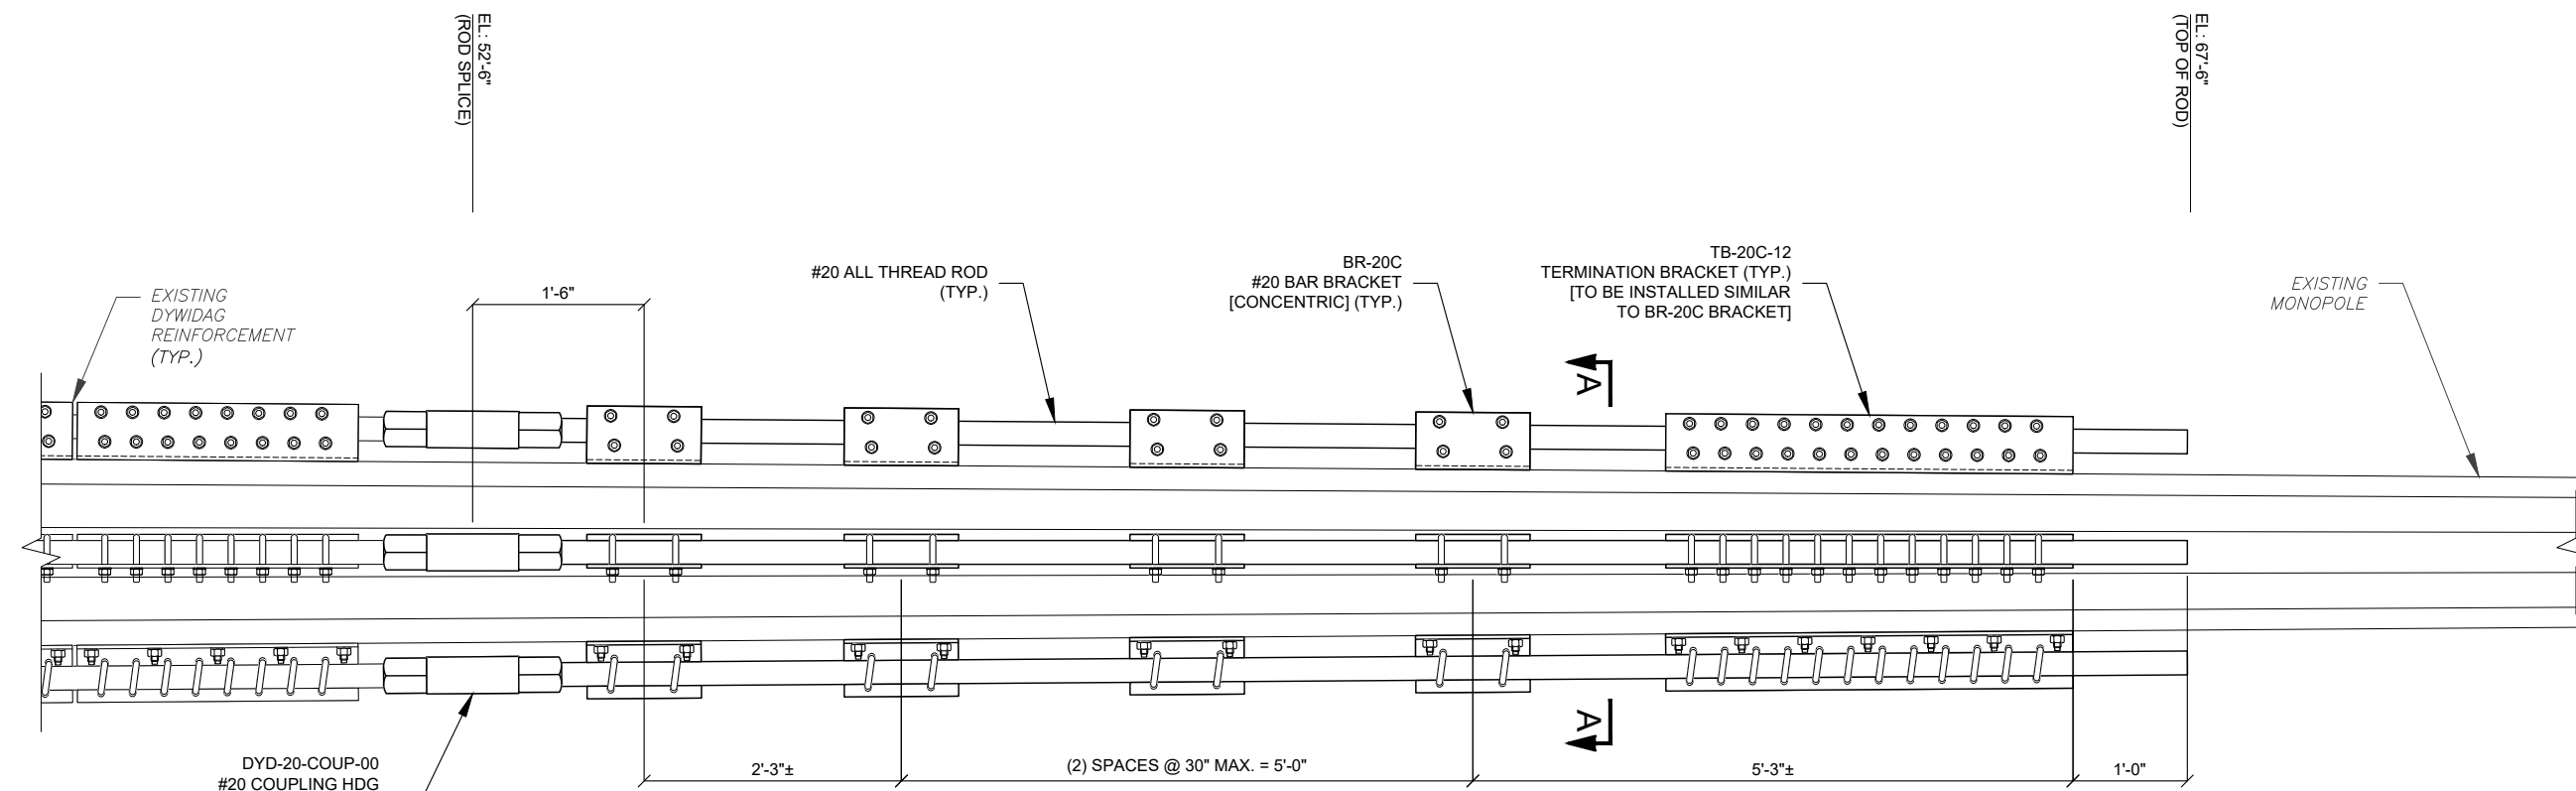 EL: 52'-6"
(ROD SPLICE)
EL: 67'-6"
(TOP OF ROD)
EXISTING
DYWIDAG
REINFORCEMENT
(TYP.)
1'-6"
#20 ALL THREAD ROD
(TYP.)
BR-20C
#20 BAR BRACKET
[CONCENTRIC] (TYP.)
TB-20C-12
TERMINATION BRACKET (TYP.)
[TO BE INSTALLED SIMILAR
TO BR-20C BRACKET]
EXISTING
MONOPOLE
A
A
DYD-20-COUP-00
#20 COUPLING HDG
2'-3"±
(2) SPACES @ 30" MAX. = 5'-0"
5'-3"±
1'-0"